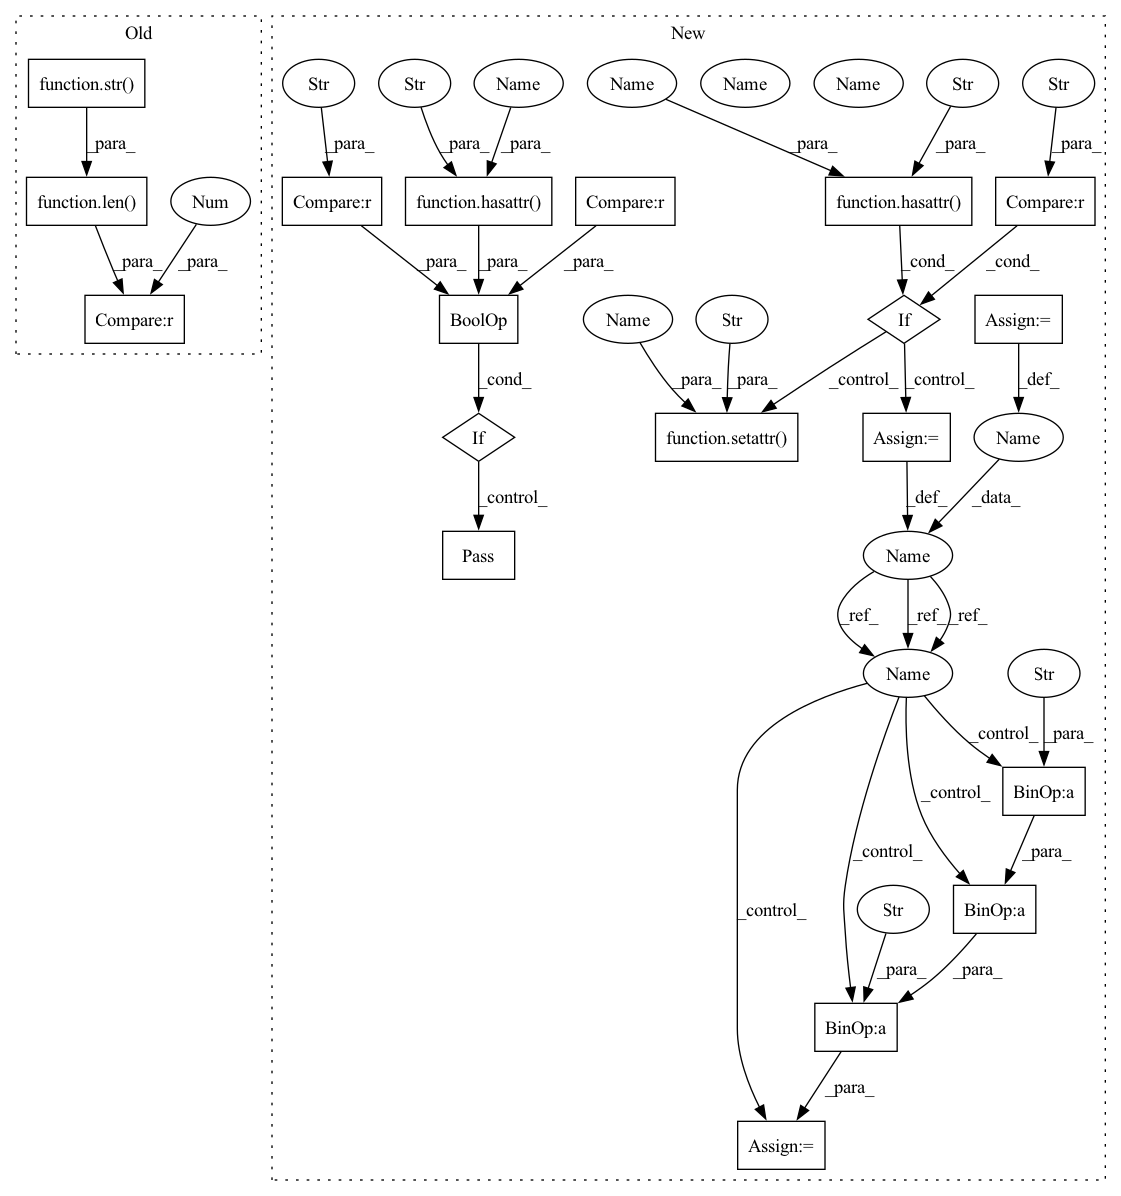 Old New
function.str() Str Str Name Name Name Name Str Str
_para_ _para_ _para_ _para_ _para_ _para_ _para_
function.len() Num Compare:r function.hasattr() Compare:r function.hasattr() Compare:r
_para_ _para_ _para_ _para_ _para_ _cond_ _cond_
Compare:r BoolOp Name Str If Assign:=
_cond_ _para_ _para_ _control_ _control_ _def_
If function.setattr() Assign:= Name
_control_ _def_ _data_
Pass Name
_ref_ _ref_ _ref_
Name Str
_control_ _para_
_control_ BinOp:a
_control_ _para_
_control_ Str BinOp:a
_para_ _para_
BinOp:a
_para_
Assign:=